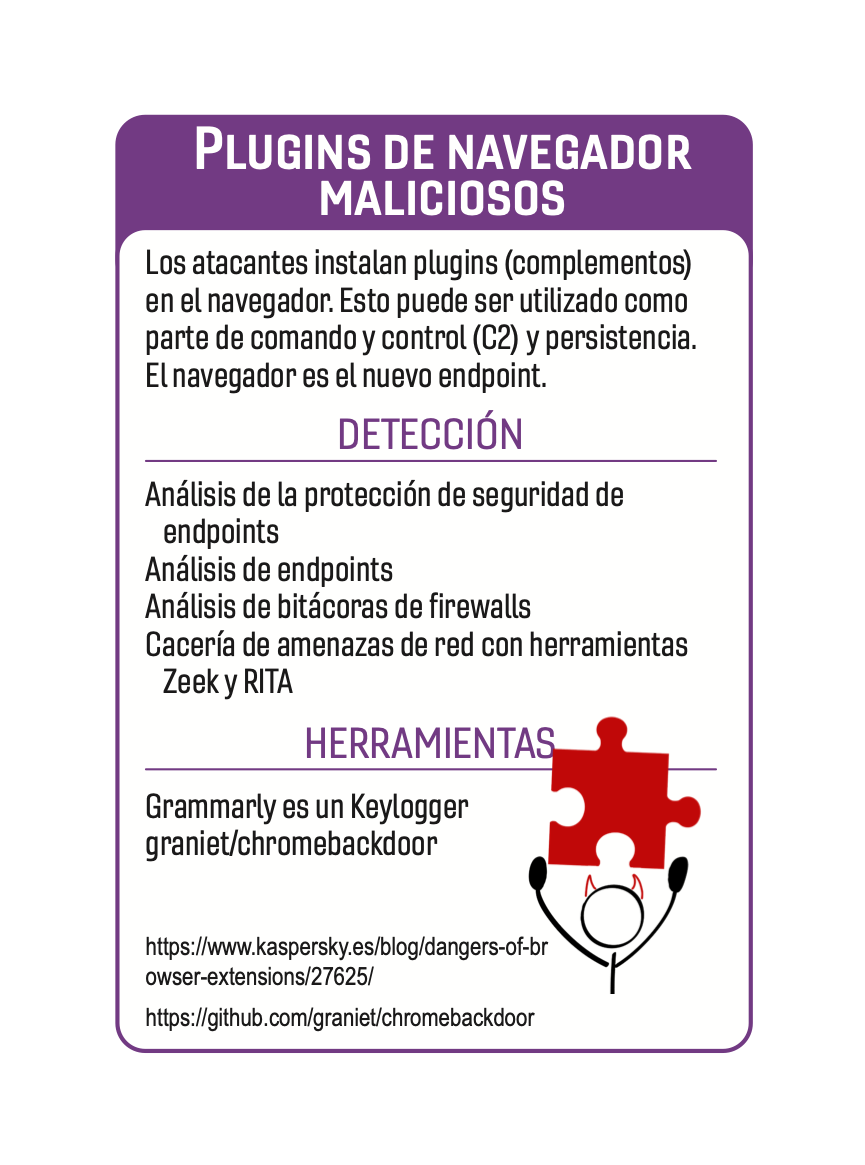 PLUGINS DE NAVEGADOR
MALICIOSOS
Los atacantes instalan plugins (complementos)
en el navegador. Esto puede ser utilizado como
parte de comando y control (C2) y persistencia.
El navegador es el nuevo endpoint.
DETECCIÓN
Análisis de la protección de seguridad de
endpoints
Análisis de endpoints
Análisis de bitácoras de firewalls
Cacería de amenazas de red con herramientas
Zeek y RITA
HERRAMIENTAS
Grammarly es un Keylogger
graniet/chromebackdoor
https://www.kaspersky.es/blog/dangers-of-br
owser-extensions/27625/
https://github.com/graniet/chromebackdoor